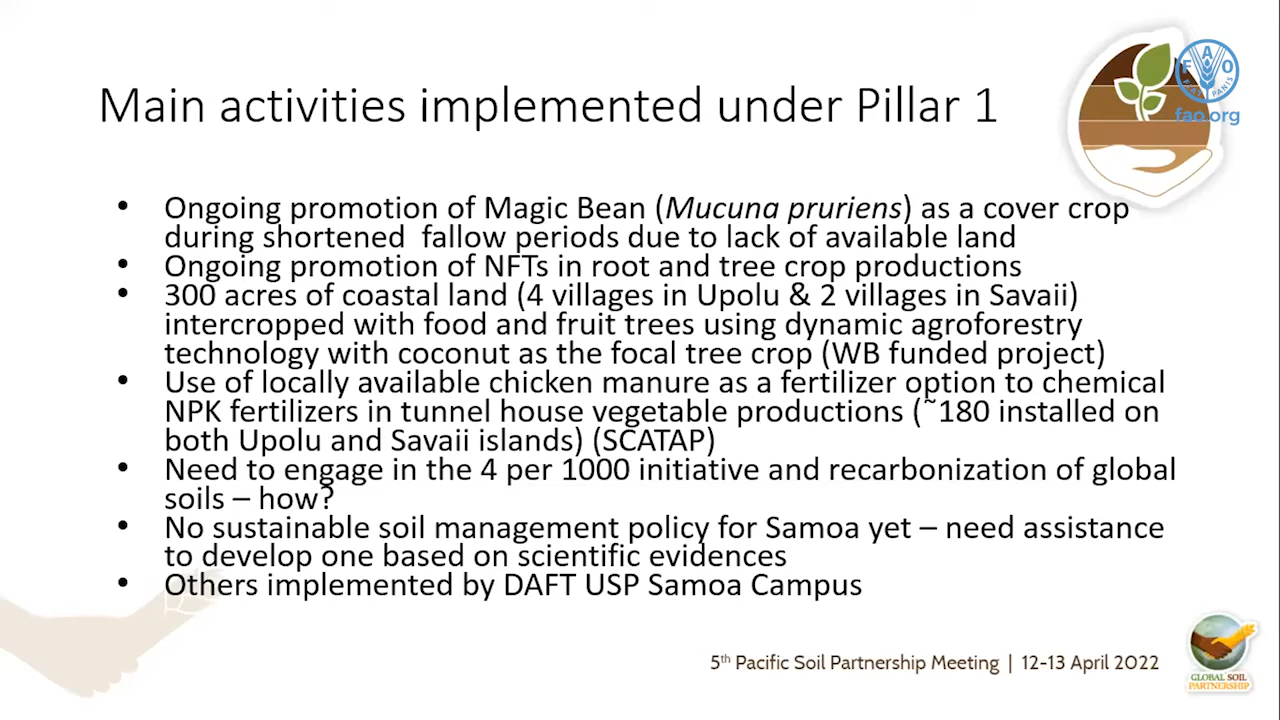 Main activities implemented under Pillar 1
F A O
FIAT PANIS
fao.org
• Ongoing promotion of Magic Bean (Mucuna pruriens) as a cover crop
during shortened fallow periods due to lack of available land
• Ongoing promotion of NFTs in root and tree crop productions
• 300 acres of coastal land (4 villages in Upolu & 2 villages in Savaii)
intercropped with food and fruit trees using dynamic agroforestry
technology with coconut as the focal tree crop (WB funded project)
• Use of locally available chicken manure as a fertilizer option to chemical
NPK fertilizers in tunnel house vegetable productions (~180 installed on
both Upolu and Savaii islands) (SCATAP)
• Need to engage in the 4 per 1000 initiative and recarbonization of global
soils – how?
• No sustainable soil management policy for Samoa yet – need assistance
to develop one based on scientific evidences
• Others implemented by DAFT USP Samoa Campus
5th Pacific Soil Partnership Meeting | 12-13 April 2022
GLOBAL SOIL
PARTNERSHIP